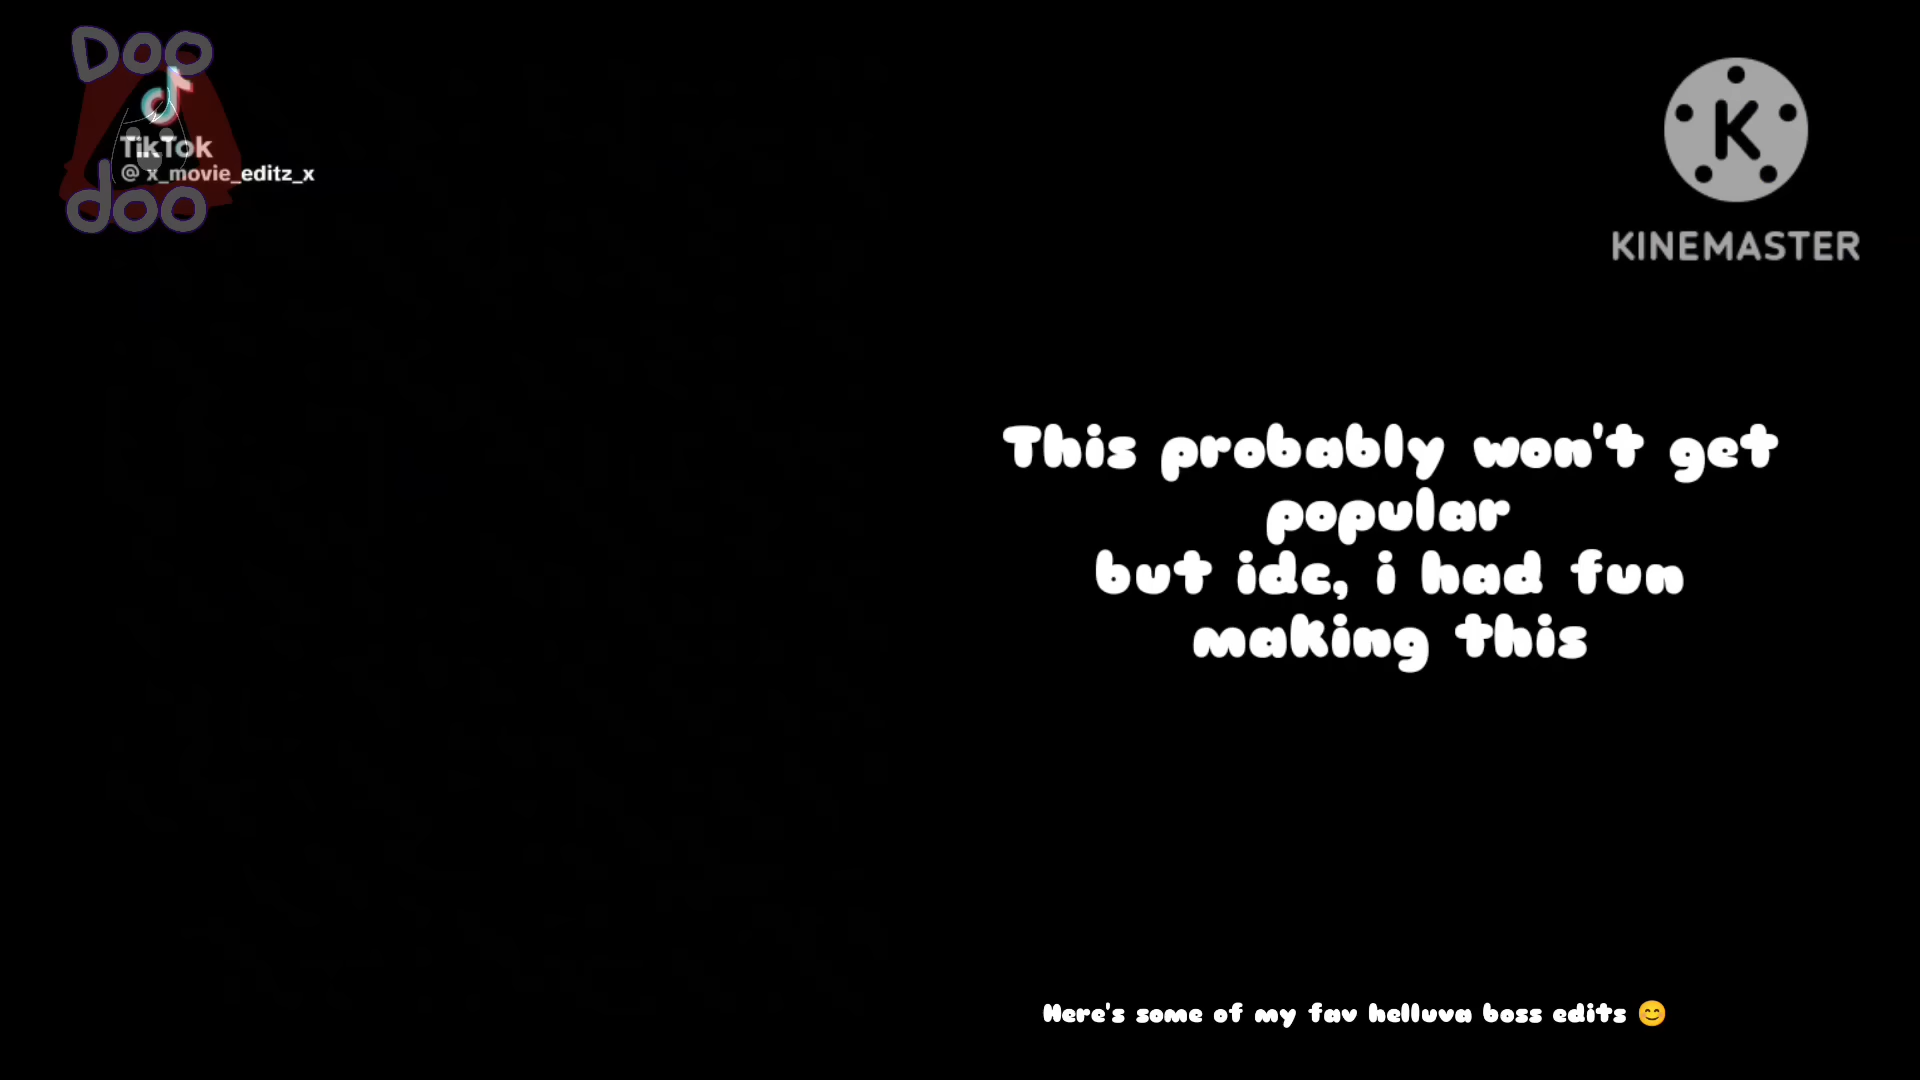 Doo
TikTok
@ x_movie_editz_x
doo
K
KINEMASTER
This probably won't get
popular
but idc, i had fun
making this
Here's some of my fav helluva boss edits 😊